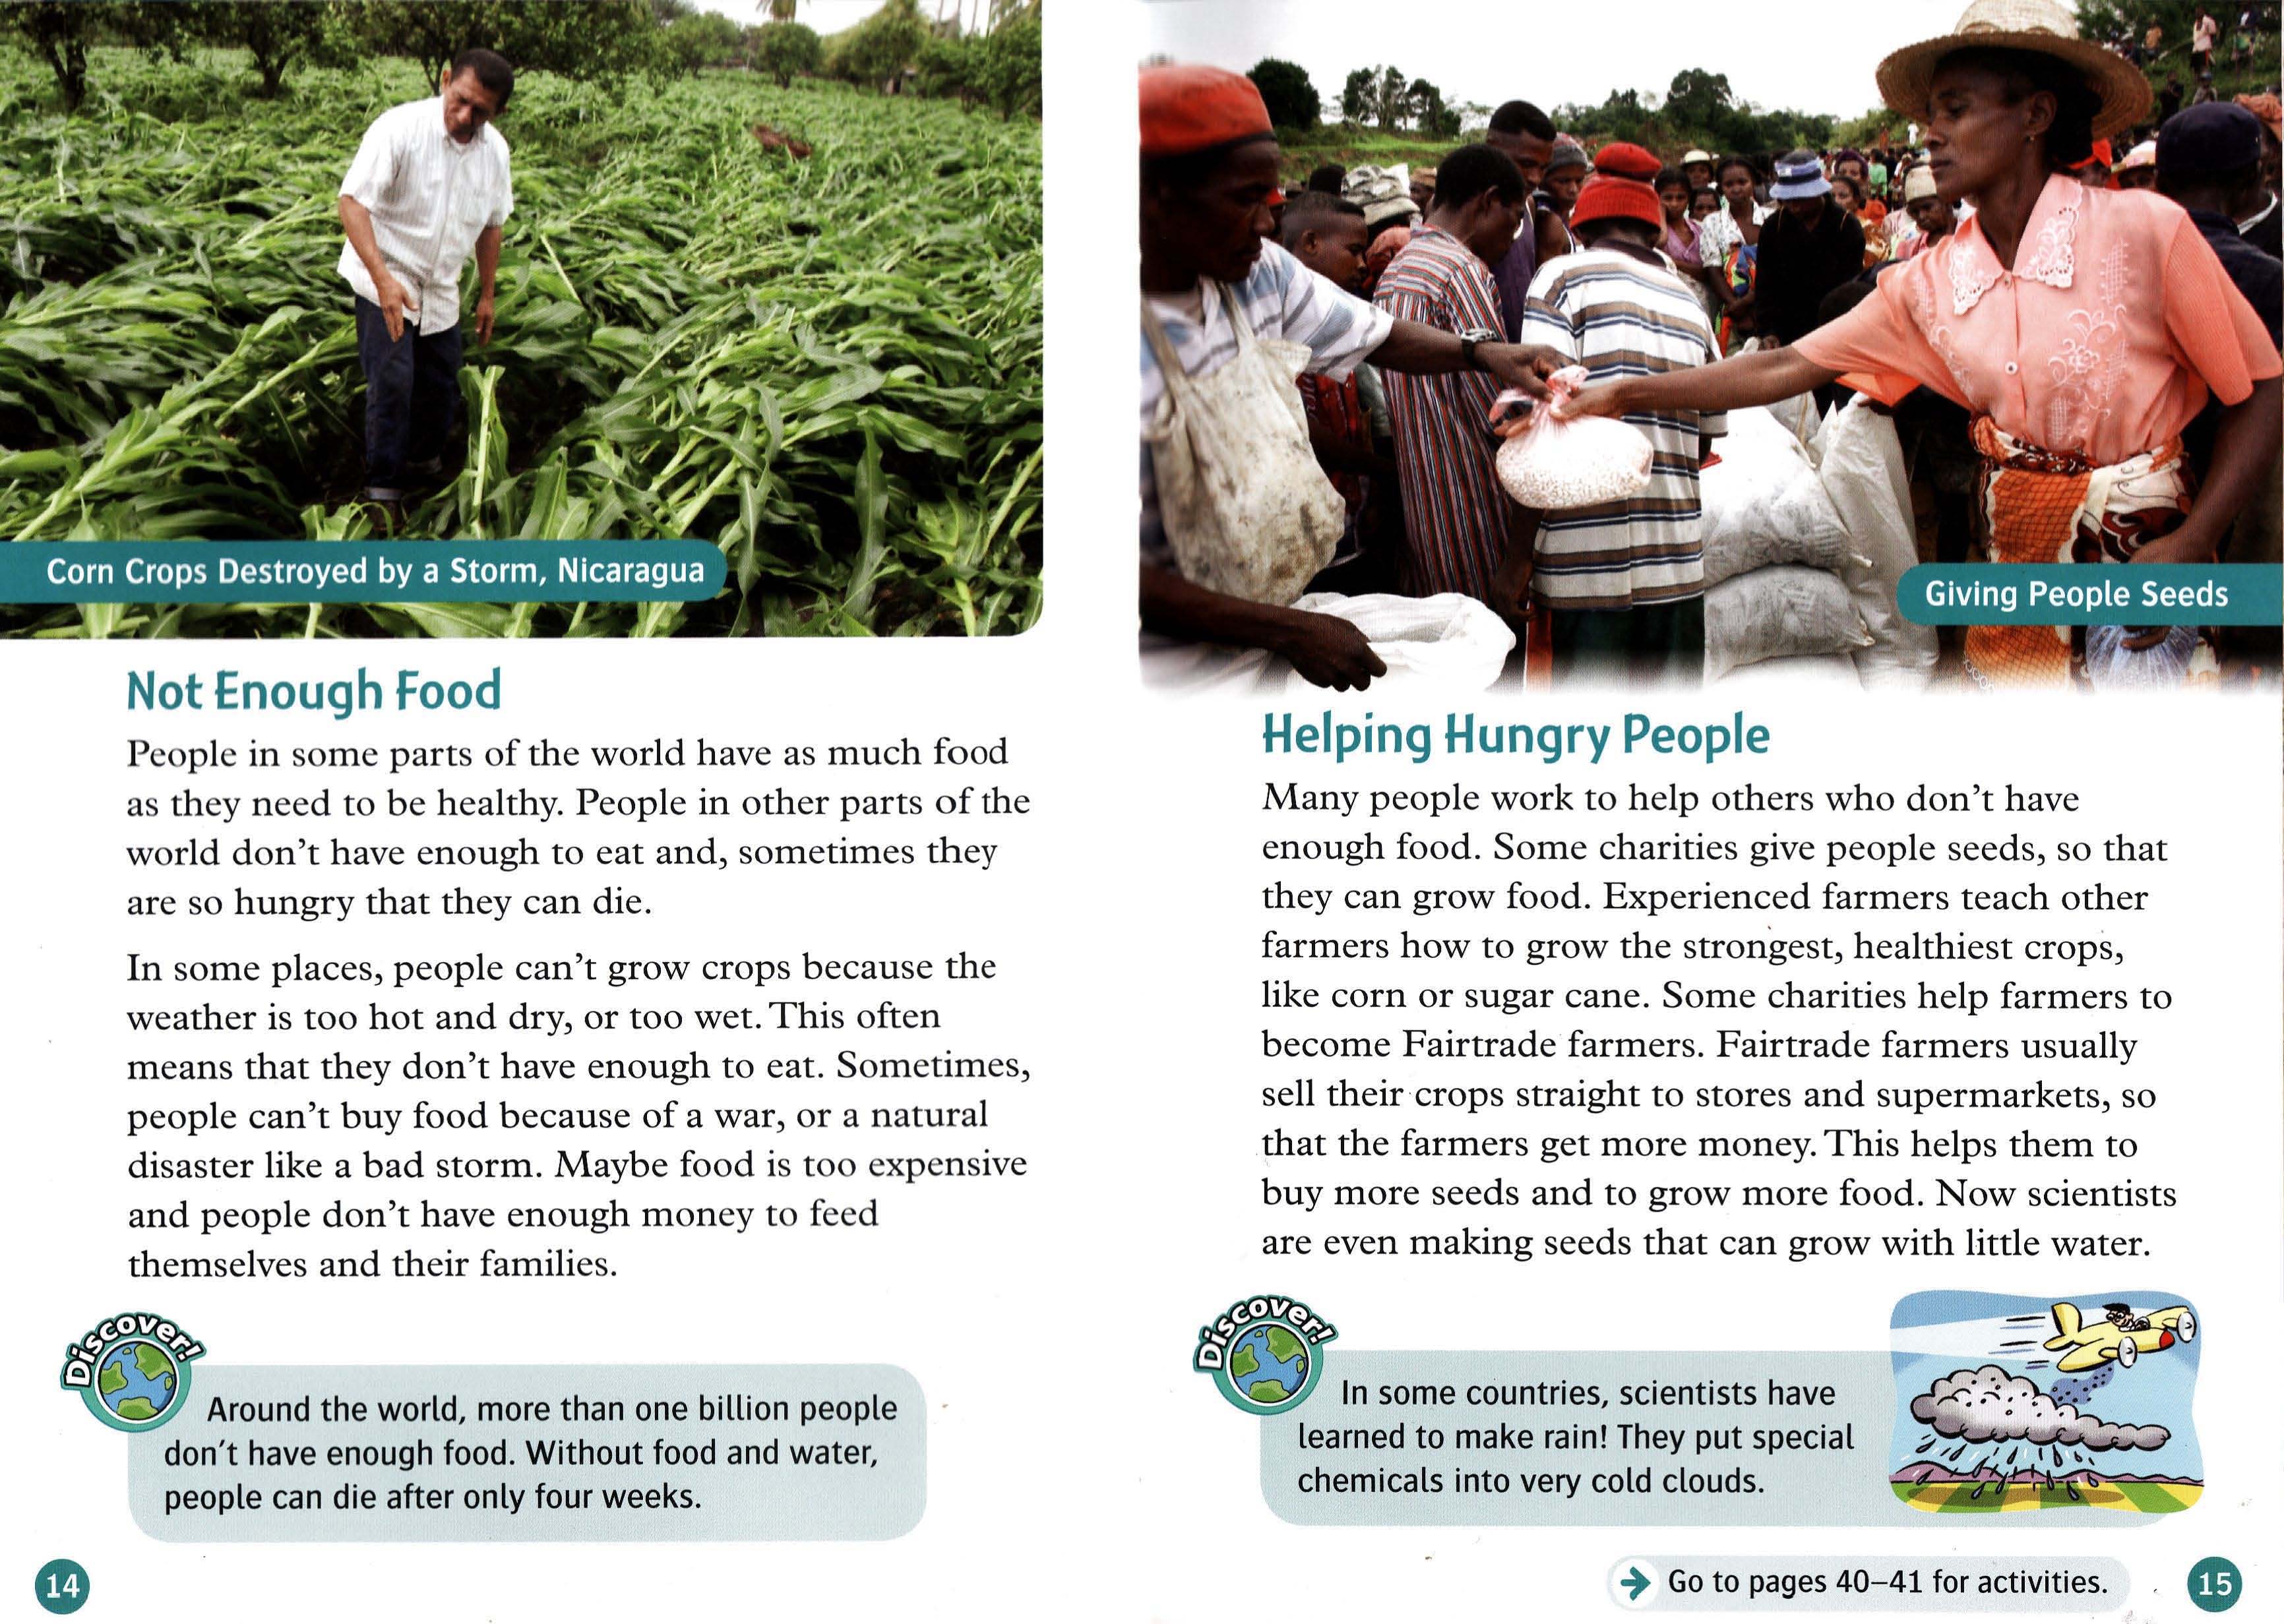 Corn Crops Destroyed by a Storm, Nicaragua
Not Enough Food
People in some parts of the world have as much food
as they need to be healthy. People in other parts of the
world don't have enough to eat and, sometimes they
are so hungry that they can die.
In some places, people can't grow crops because the
weather is too hot and dry, or too wet. This often
means that they don't have enough to eat. Sometimes,
people can't buy food because of a war, or a natural
disaster like a bad storm. Maybe food is too expensive
and people don't have enough money to feed
themselves and their families.
Discover!
Around the world, more than one billion people
don't have enough food. Without food and water,
people can die after only four weeks.
14
Giving People Seeds
Helping Hungry People
Many people work to help others who don't have
enough food. Some charities give people seeds, so that
they can grow food. Experienced farmers teach other
farmers how to grow the strongest, healthiest crops,
like corn or sugar cane. Some charities help farmers to
become Fairtrade farmers. Fairtrade farmers usually
sell their crops straight to stores and supermarkets, so
that the farmers get more money. This helps them to
buy more seeds and to grow more food. Now scientists
are even making seeds that can grow with little water.
Discover!
In some countries, scientists have
learned to make rain! They put special
chemicals into very cold clouds.
Go to pages 40–41 for activities.
15